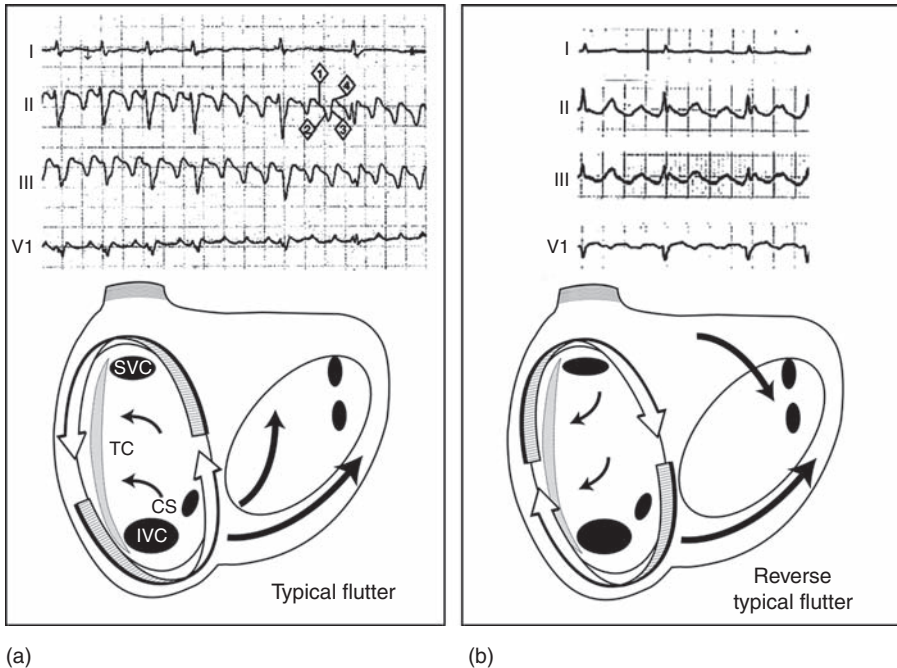 I
II
III
V1
1
4
2
3
SVC
TC
CS
IVC
Typical flutter
(a)
I
II
III
V1
Reverse
typical flutter
(b)